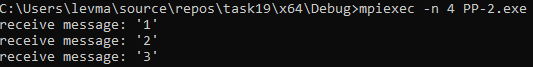 C:\Users\levma\source\repos\task19\x64\Debug>mpiexec -n 4 PP-2.exe
receive message: '1'
receive message: '2'
receive message: '3'